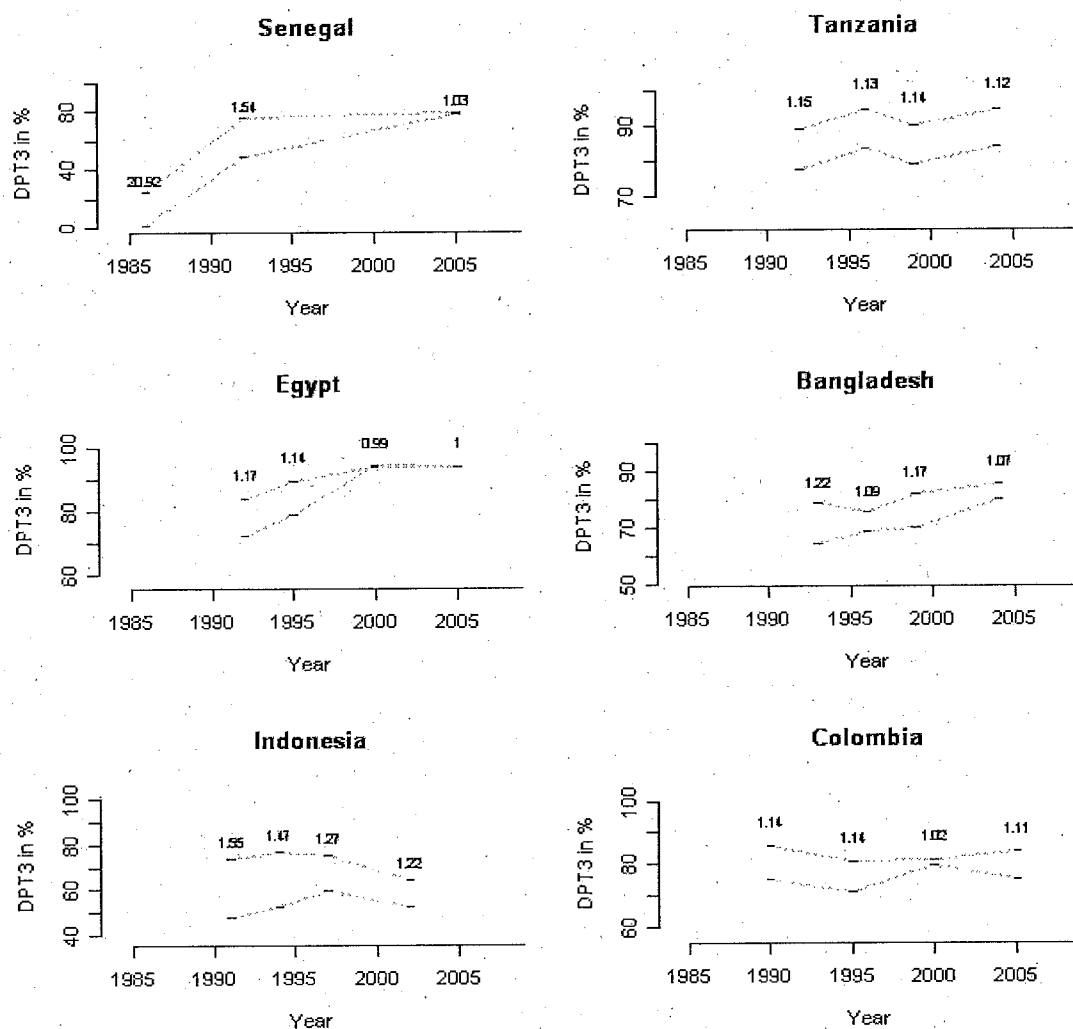 Senegal
DPT3 in %
0 40 80
20.92 1.54 1.03
1985 1990 1995 2000 2005
Year
Tanzania
DPT3 in %
70 90
1.15 1.13 1.14 1.12
1985 1990 1995 2000 2005
Year
Egypt
DPT3 in %
60 80 100
1.17 1.14 0.99 1
1985 1990 1995 2000 2005
Year
Bangladesh
DPT3 in %
50 70 90
1.22 1.09 1.17 1.07
1985 1990 1995 2000 2005
Year
Indonesia
DPT3 in %
40 60 80 100
1.55 1.47 1.27 1.22
1985 1990 1995 2000 2005
Year
Colombia
DPT3 in %
60 80 100
1.14 1.14 1.02 1.11
1985 1990 1995 2000 2005
Year